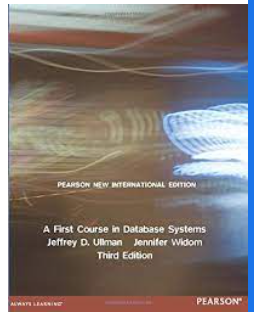 PEARSON NEW INTERNATIONAL EDITION
A First Course in Database Systems
Jeffrey D. Ullman Jennifer Widom
Third Edition
ALWAYS LEARNING
PEARSON